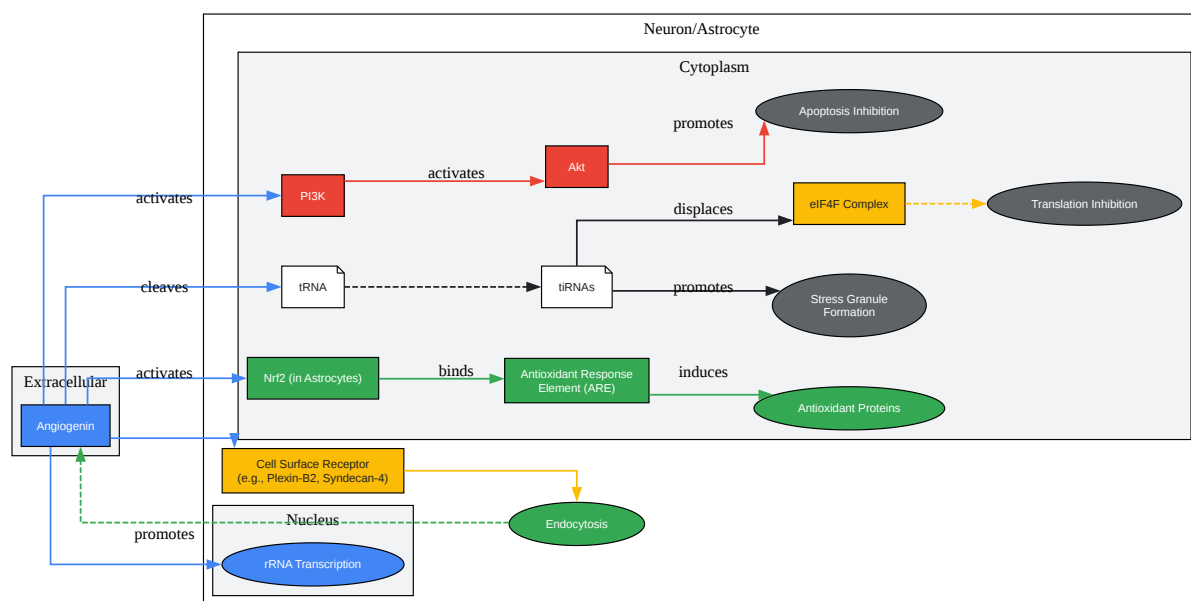 Neuron/Astrocyte
Cytoplasm
Apoptosis Inhibition
promotes
Akt
activates
PI3K
activates
displaces
eIF4F Complex
Translation Inhibition
cleaves
tRNA
tiRNAs
promotes
Stress Granule
Formation
activates
Nrf2 (in Astrocytes)
binds
Antioxidant Response
Element (ARE)
induces
Antioxidant Proteins
Extracellular
Angiogenin
Cell Surface Receptor
(e.g., Plexin-B2, Syndecan-4)
Endocytosis
promotes
Nucleus
rRNA Transcription